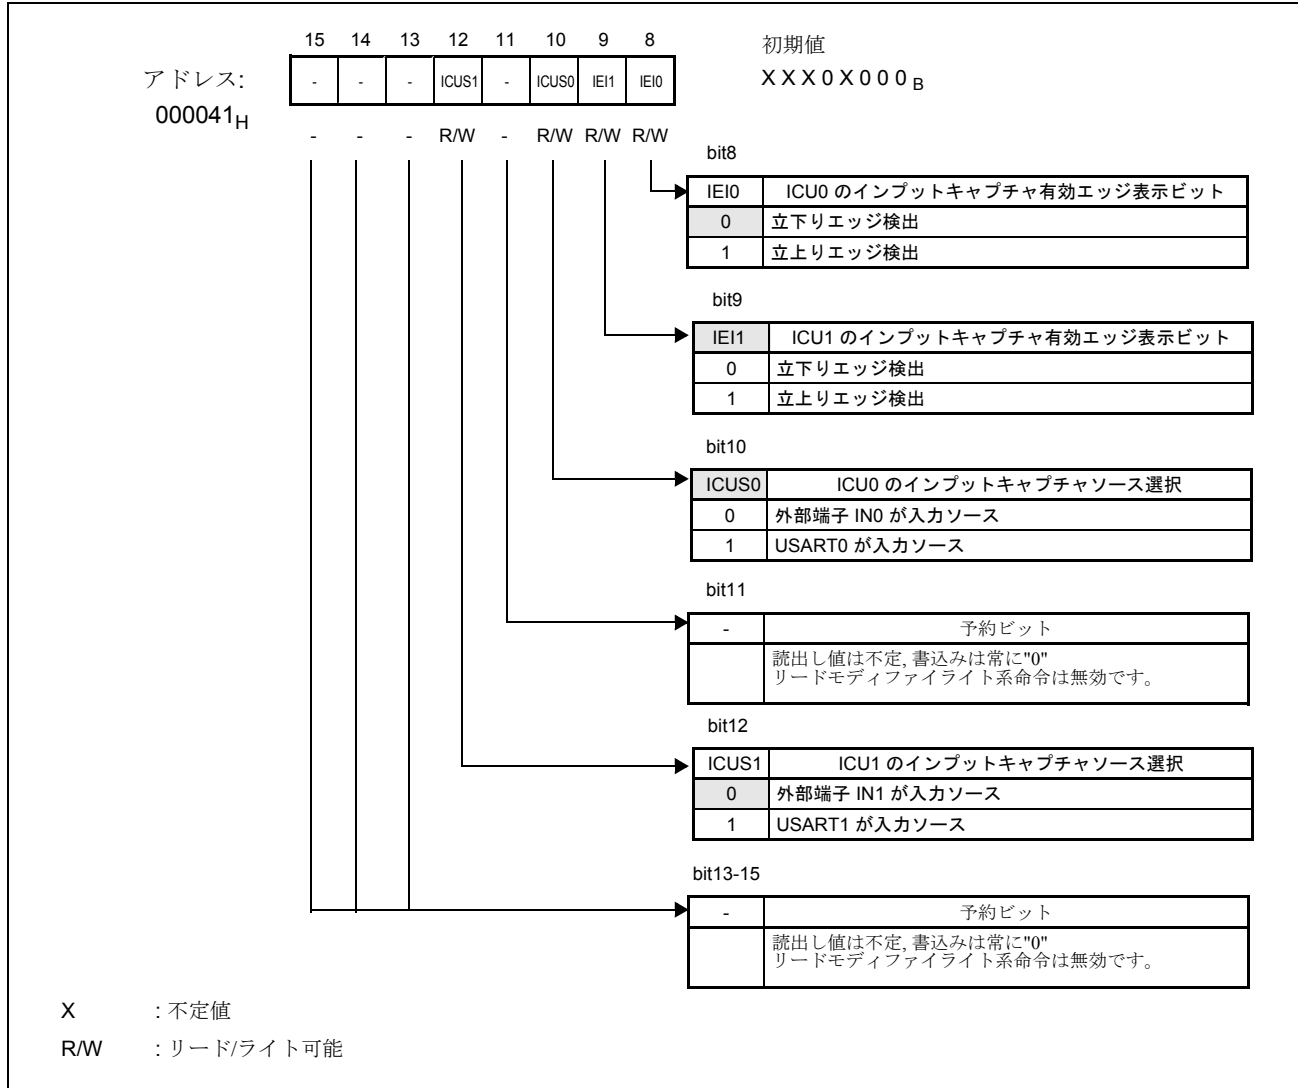 15 14 13 12 11 10 9 8
初期値
アドレス:
- - - ICUS1 - ICUS0 IEI1 IEI0
X X X 0 X 0 0 0 B
000041H
- - - R/W - R/W R/W R/W
bit8
IEI0 ICU0 のインプットキャプチャ有効エッジ表示ビット
0 立下りエッジ検出
1 立上りエッジ検出
bit9
IEI1 ICU1 のインプットキャプチャ有効エッジ表示ビット
0 立下りエッジ検出
1 立上りエッジ検出
bit10
ICUS0 ICU0 のインプットキャプチャソース選択
0 外部端子 IN0 が入力ソース
1 USART0 が入力ソース
bit11
- 予約ビット
読出し値は不定, 書込みは常に"0"
リードモディファイライト系命令は無効です。
bit12
ICUS1 ICU1 のインプットキャプチャソース選択
0 外部端子 IN1 が入力ソース
1 USART1 が入力ソース
bit13-15
- 予約ビット
読出し値は不定, 書込みは常に"0"
リードモディファイライト系命令は無効です。
X : 不定値
R/W : リード/ライト可能